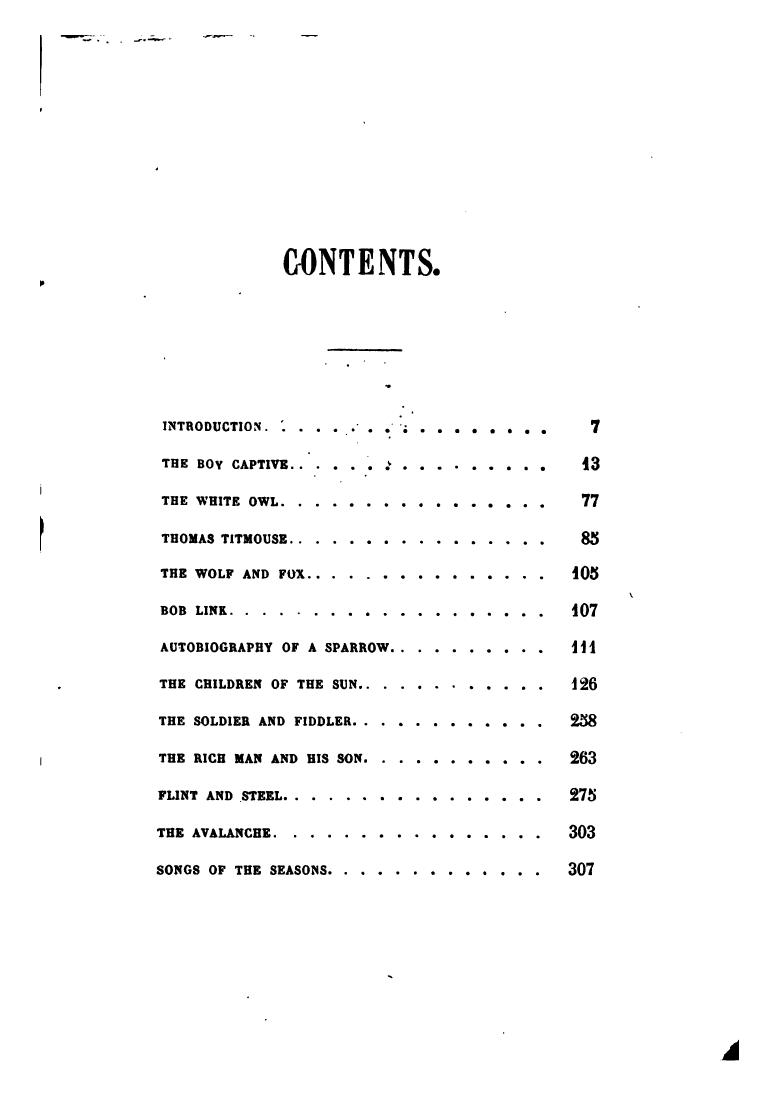 CONTENTS.
INTRODUCTION. . . . . . . . . . . . . . . . 7
THE BOY CAPTIVE. . . . . . . . . . . . . . . 13
THE WHITE OWL. . . . . . . . . . . . . . . . 77
THOMAS TITMOUSE. . . . . . . . . . . . . . . 85
THE WOLF AND FOX. . . . . . . . . . . . . . 105
BOB LINK. . . . . . . . . . . . . . . . . . 107
AUTOBIOGRAPHY OF A SPARROW. . . . . . . . . . 111
THE CHILDREN OF THE SUN. . . . . . . . . . . 126
THE SOLDIER AND FIDDLER. . . . . . . . . . . 258
THE RICH MAN AND HIS SON. . . . . . . . . . 263
FLINT AND STEEL. . . . . . . . . . . . . . . 275
THE AVALANCHE. . . . . . . . . . . . . . . 303
SONGS OF THE SEASONS. . . . . . . . . . . . 307